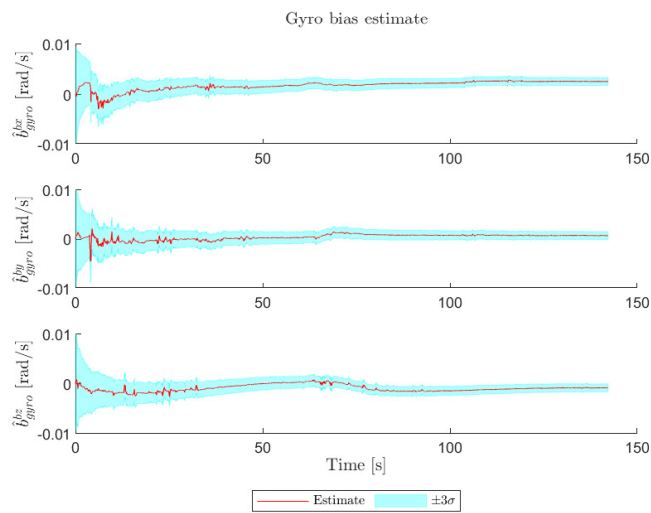 Gyro bias estimate
0.01
0
-0.01
b̂^{bx}_{gyro} [rad/s]
0 50 100 150
0.01
0
-0.01
b̂^{by}_{gyro} [rad/s]
0 50 100 150
0.01
0
-0.01
b̂^{bz}_{gyro} [rad/s]
0 50 100 150
Time [s]
Estimate ±3σ